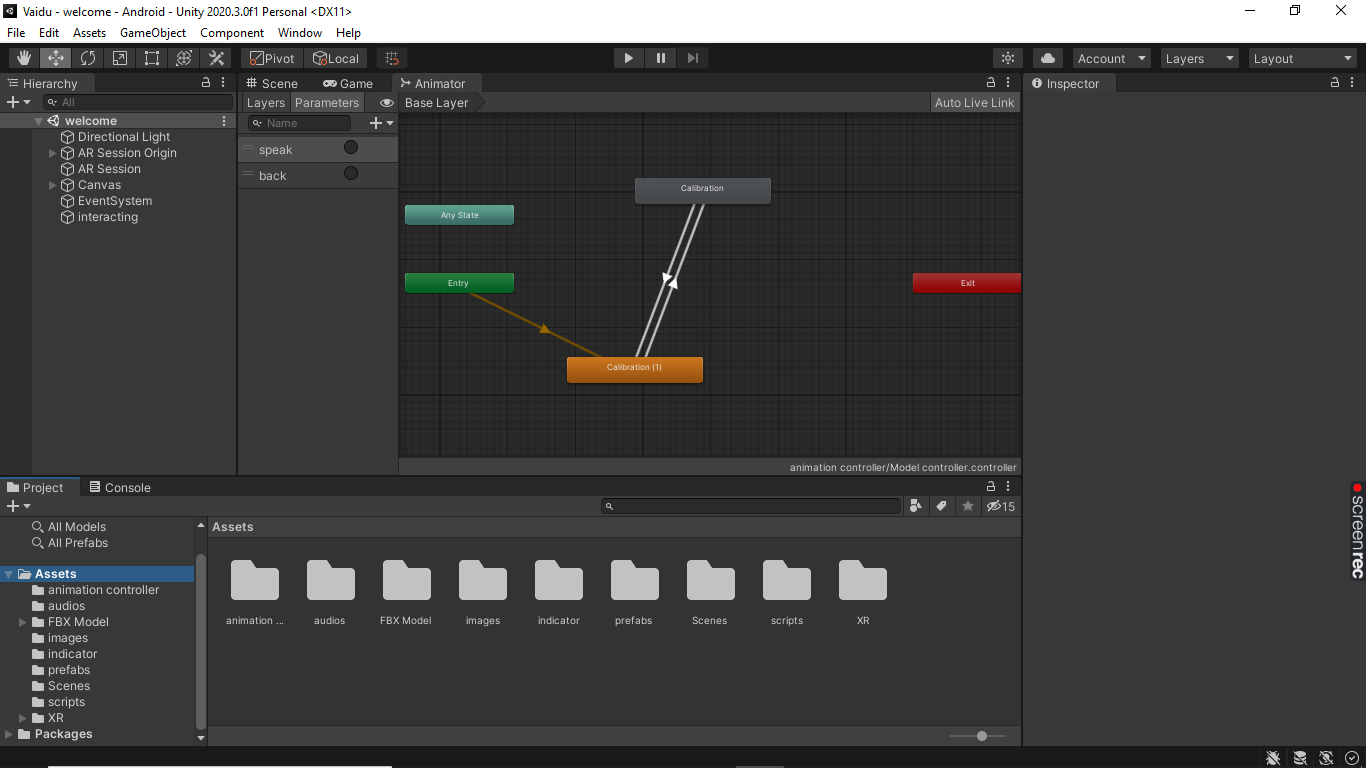 Vaidu - welcome - Android - Unity 2020.3.0f1 Personal <DX11>
File Edit Assets GameObject Component Window Help
Pivot Local Account Layers Layout
Hierarchy
All
welcome
Directional Light
AR Session Origin
AR Session
Canvas
EventSystem
interacting
Scene Game Animator
Layers Parameters Base Layer Auto Live Link
Name
speak
back
Calibration
Any State
Entry
Exit
Calibration (1)
animation controller/Model controller.controller
Inspector
Project Console
15
All Models
All Prefabs
Assets
animation controller
audios
FBX Model
images
indicator
prefabs
Scenes
scripts
XR
Packages
Assets
animation ... audios FBX Model images indicator prefabs Scenes scripts XR
screenrec